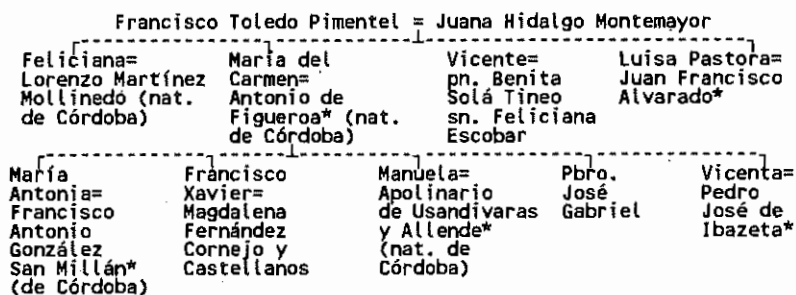 Francisco Toledo Pimentel = Juana Hidalgo Montemayor
Feliciana=
Lorenzo Martínez
Mollinedo (nat.
de Córdoba)
María del
Carmen=
Antonio de
Figueroa* (nat.
de Córdoba)
Vicente=
pn. Benita
Solá Tineo
sn. Feliciana
Escobar
Luisa Pastora=
Juan Francisco
Alvarado*
María
Antonia=
Francisco
Antonio
González
San Millán*
(de Córdoba)
Francisco
Xavier=
Magdalena
Fernández
Cornejo y
Castellanos
Manuela=
Apolinario
de Usandivaras
y Allende*
(nat. de
Córdoba)
Pbro.
José
Gabriel
Vicenta=
Pedro
José de
Ibazeta*